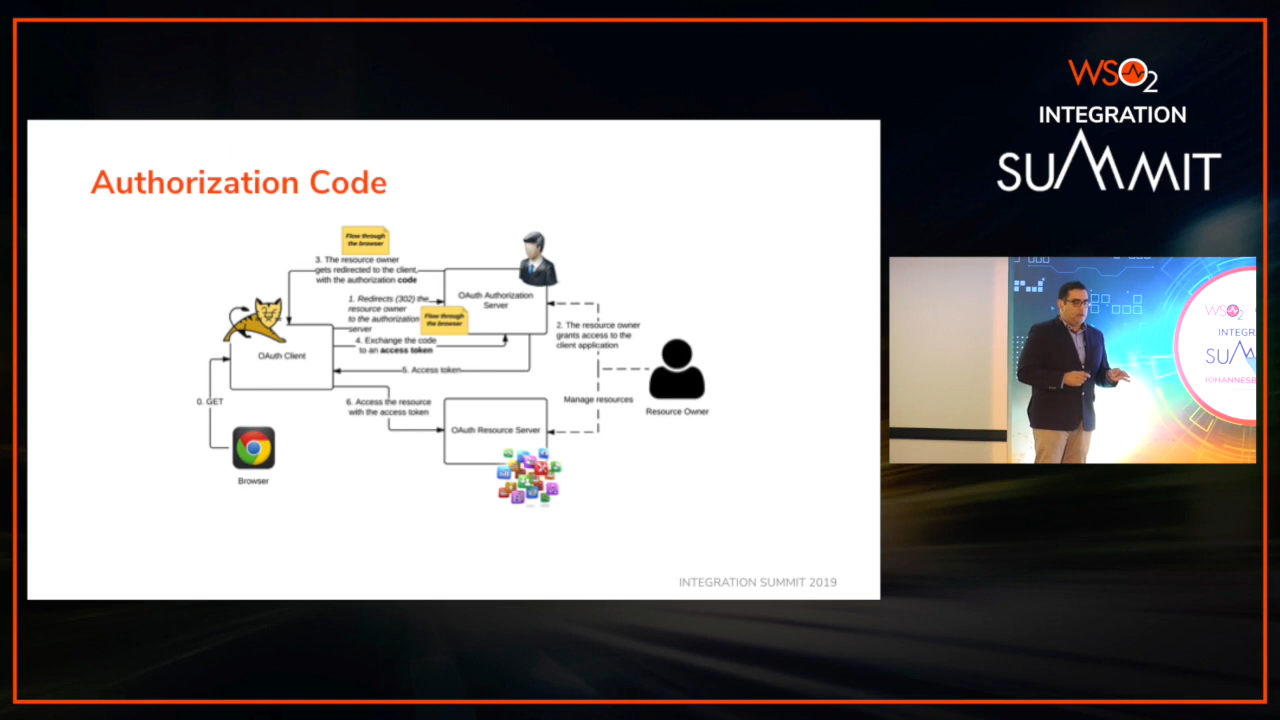 WSO2
INTEGRATION
SUMMIT
Authorization Code
Flow through
the browser
3. The resource owner
gets redirected to the client,
with the authorization code
1. Redirects (302) the
resource owner
to the authorization
server
Flow through
the browser
OAuth Authorization
Server
2. The resource owner
grants access to the
client application
4. Exchange the code
to an access token
OAuth Client
5. Access token
0. GET
6. Access the resource
with the access token
Manage resources
Resource Owner
OAuth Resource Server
Browser
INTEGRATION SUMMIT 2019
WSO
INTEGR
SUM
JOHANNESB